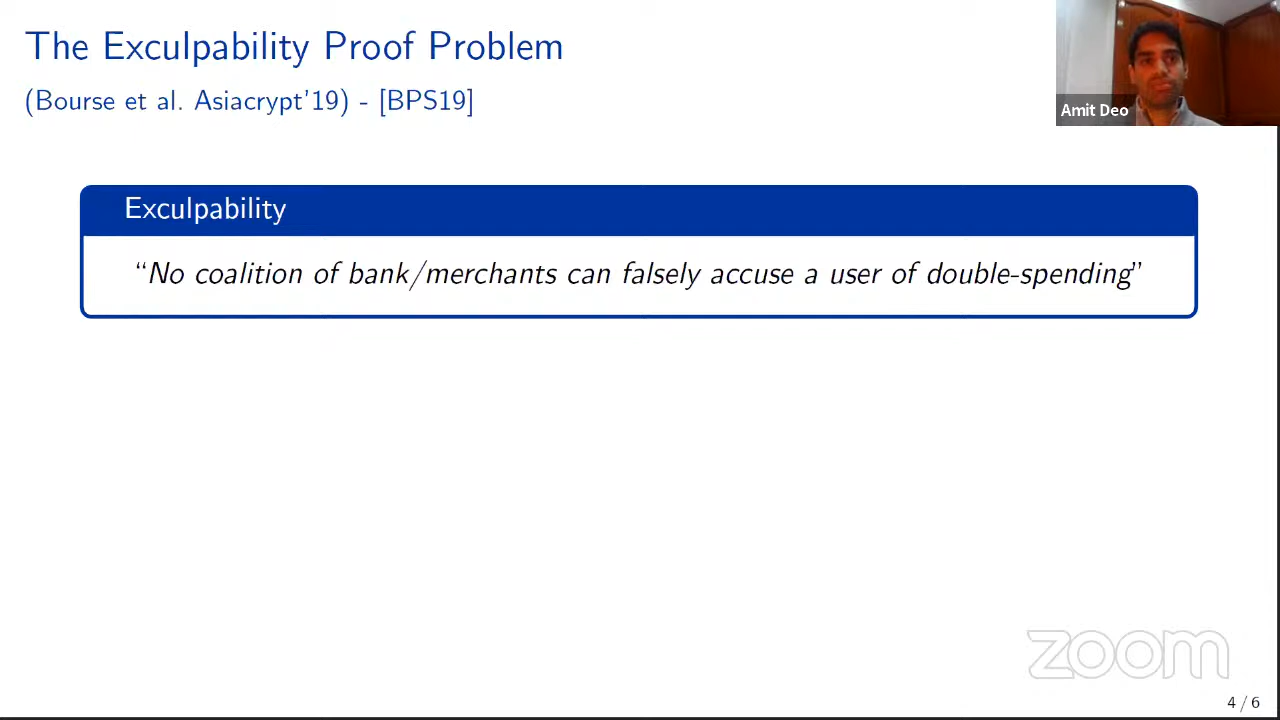 The Exculpability Proof Problem
(Bourse et al. Asiacrypt'19) - [BPS19]
Amit Deo
Exculpability
“No coalition of bank/merchants can falsely accuse a user of double-spending”
zoom
4 / 6